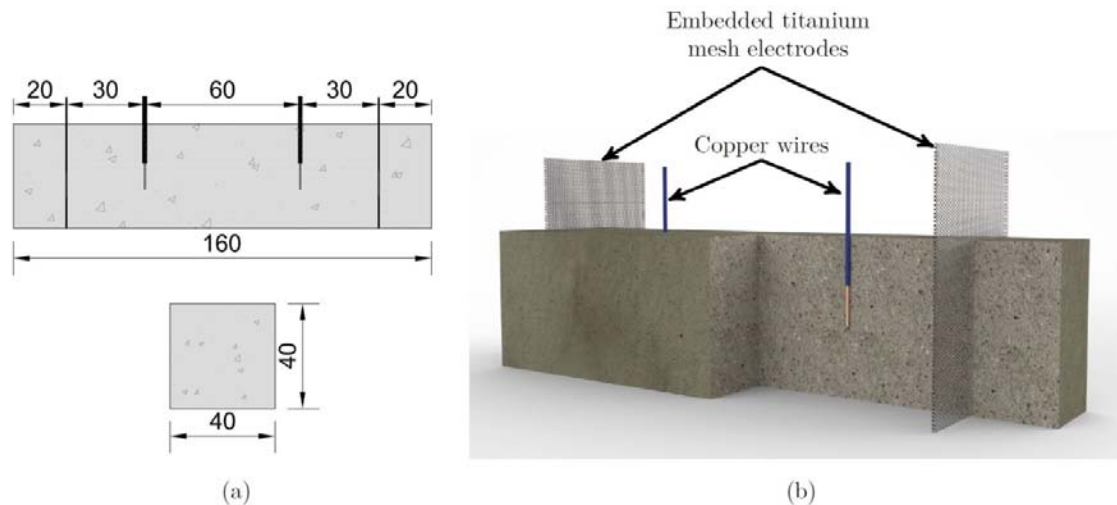 20 30 60 30 20
160
40
40
(a)
Embedded titanium
mesh electrodes
Copper wires
(b)